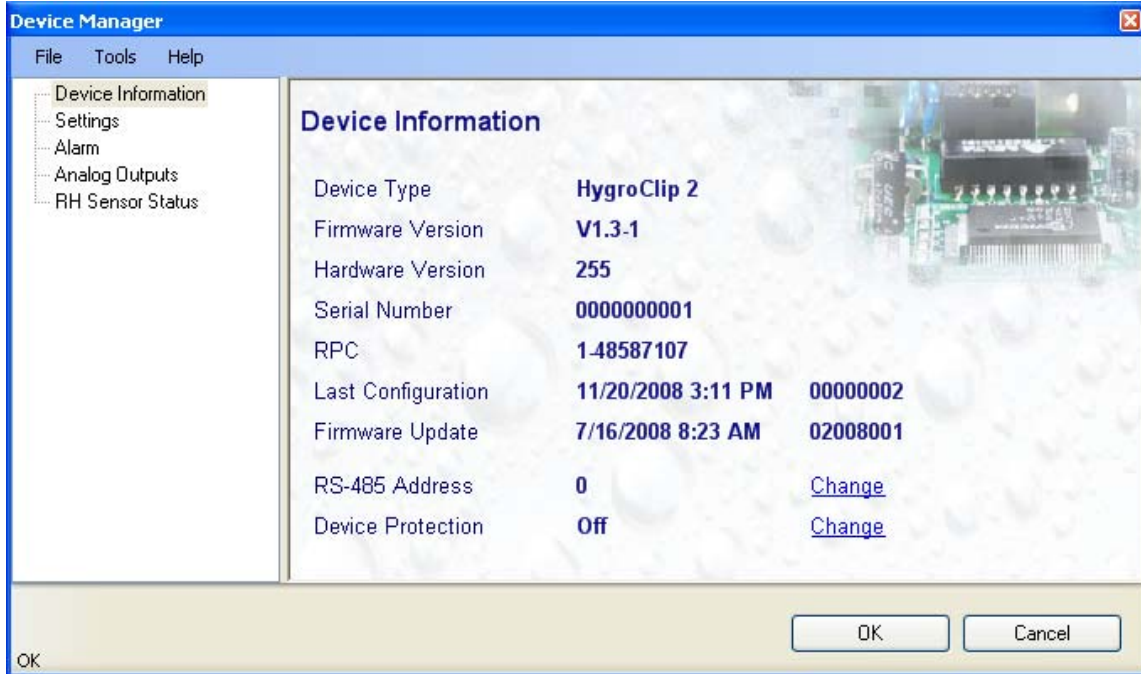 Device Manager
File Tools Help
Device Information
Settings
Alarm
Analog Outputs
RH Sensor Status
Device Information
Device Type HygroClip 2
Firmware Version V1.3-1
Hardware Version 255
Serial Number 0000000001
RPC 1-48587107
Last Configuration 11/20/2008 3:11 PM 00000002
Firmware Update 7/16/2008 8:23 AM 02008001
RS-485 Address 0 Change
Device Protection Off Change
OK Cancel
OK